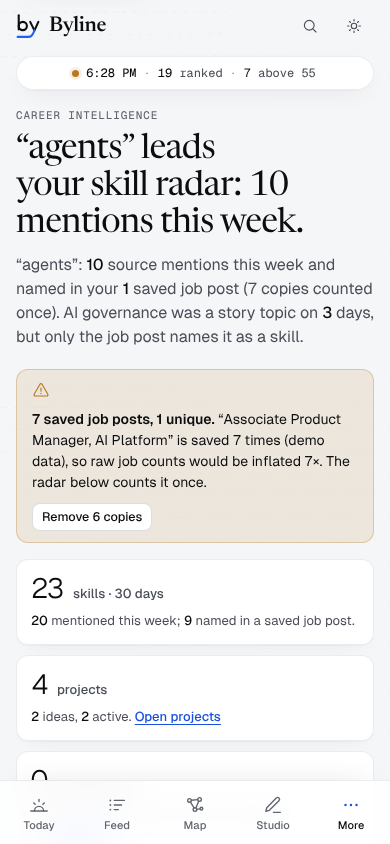 by Byline
6:28 PM · 19 ranked · 7 above 55
CAREER INTELLIGENCE
“agents” leads
your skill radar: 10
mentions this week.
“agents”: 10 source mentions this week and
named in your 1 saved job post (7 copies counted
once). AI governance was a story topic on 3 days,
but only the job post names it as a skill.
7 saved job posts, 1 unique. “Associate Product
Manager, AI Platform” is saved 7 times (demo
data), so raw job counts would be inflated 7×. The
radar below counts it once.
Remove 6 copies
23 skills · 30 days
20 mentioned this week; 9 named in a saved job post.
4 projects
2 ideas, 2 active. Open projects
Today Feed Map Studio More